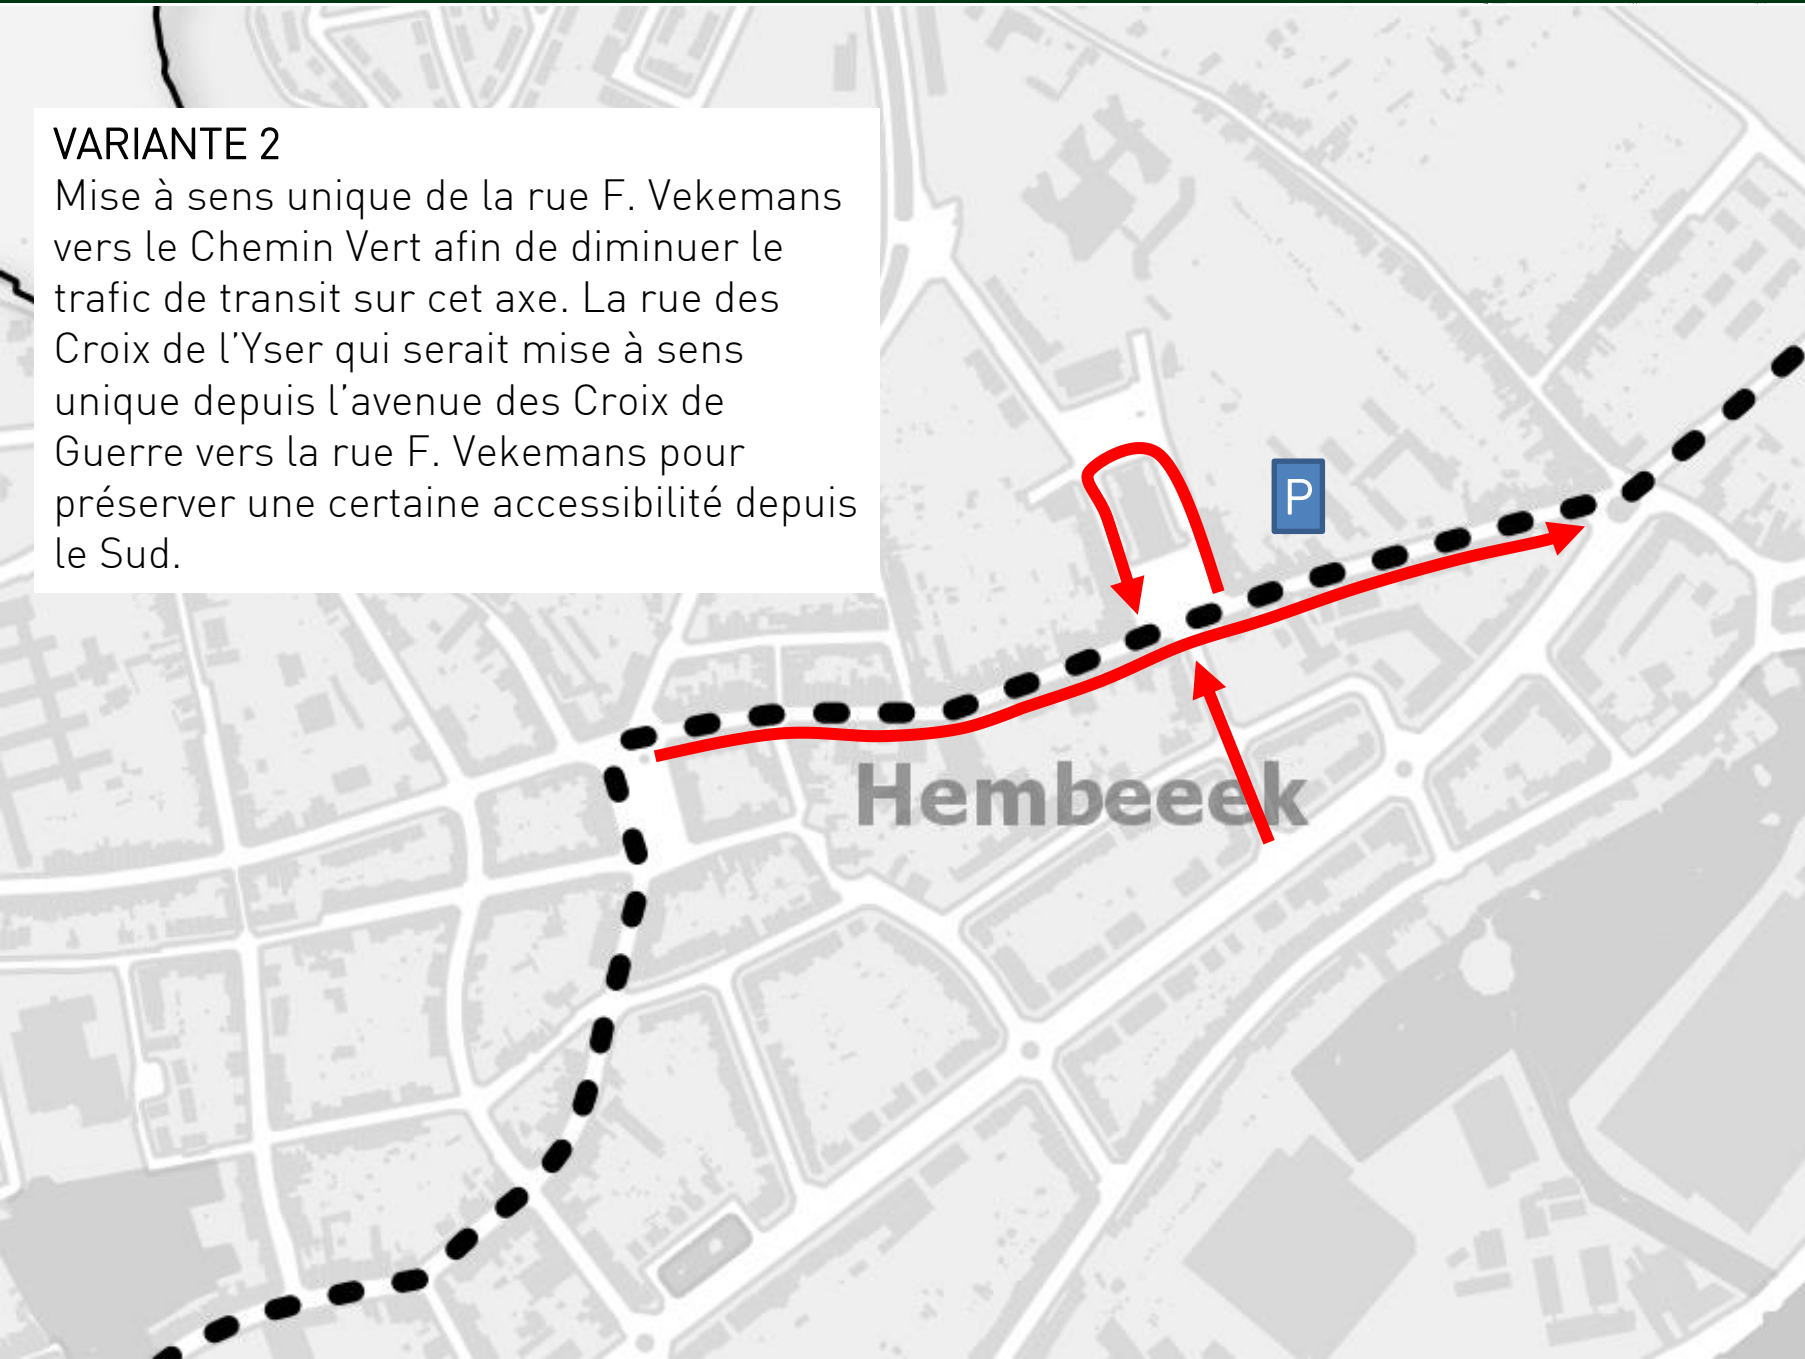 VARIANTE 2
Mise à sens unique de la rue F. Vekemans
vers le Chemin Vert afin de diminuer le
trafic de transit sur cet axe. La rue des
Croix de l'Yser qui serait mise à sens
unique depuis l'avenue des Croix de
Guerre vers la rue F. Vekemans pour
préserver une certaine accessibilité depuis
le Sud.
P
Hembeeek